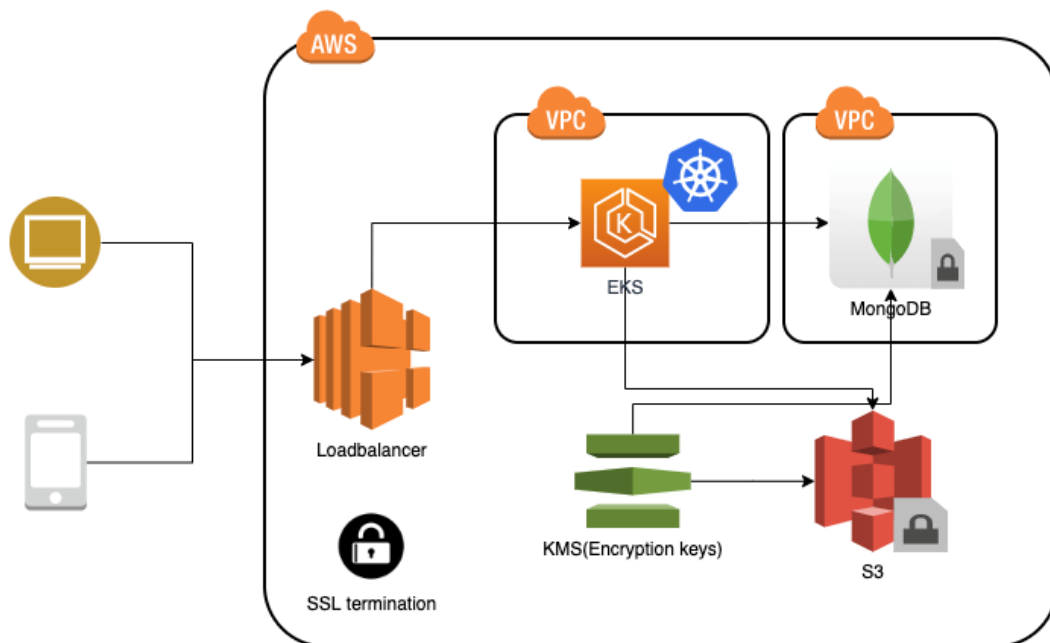 AWS
VPC
VPC
K
EKS
MongoDB
Loadbalancer
KMS(Encryption keys)
S3
SSL termination